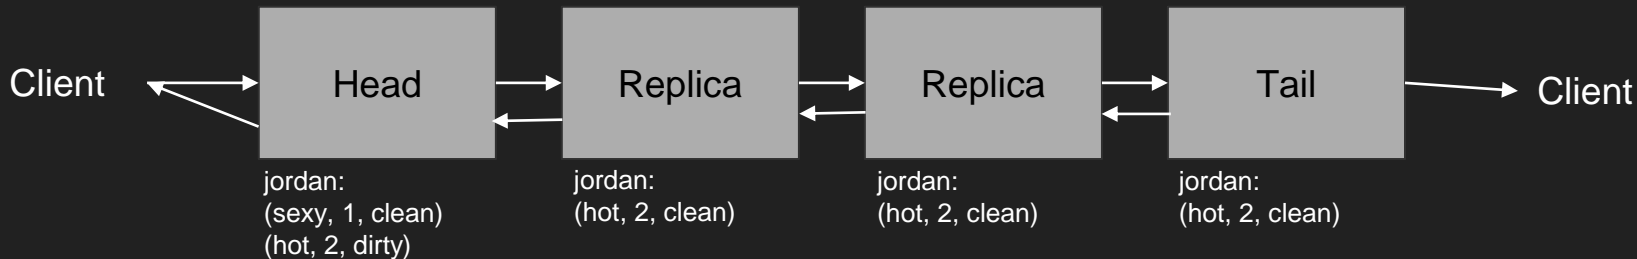 Client
Head
Replica
Replica
Tail
Client
jordan:
(sexy, 1, clean)
(hot, 2, dirty)
jordan:
(hot, 2, clean)
jordan:
(hot, 2, clean)
jordan:
(hot, 2, clean)